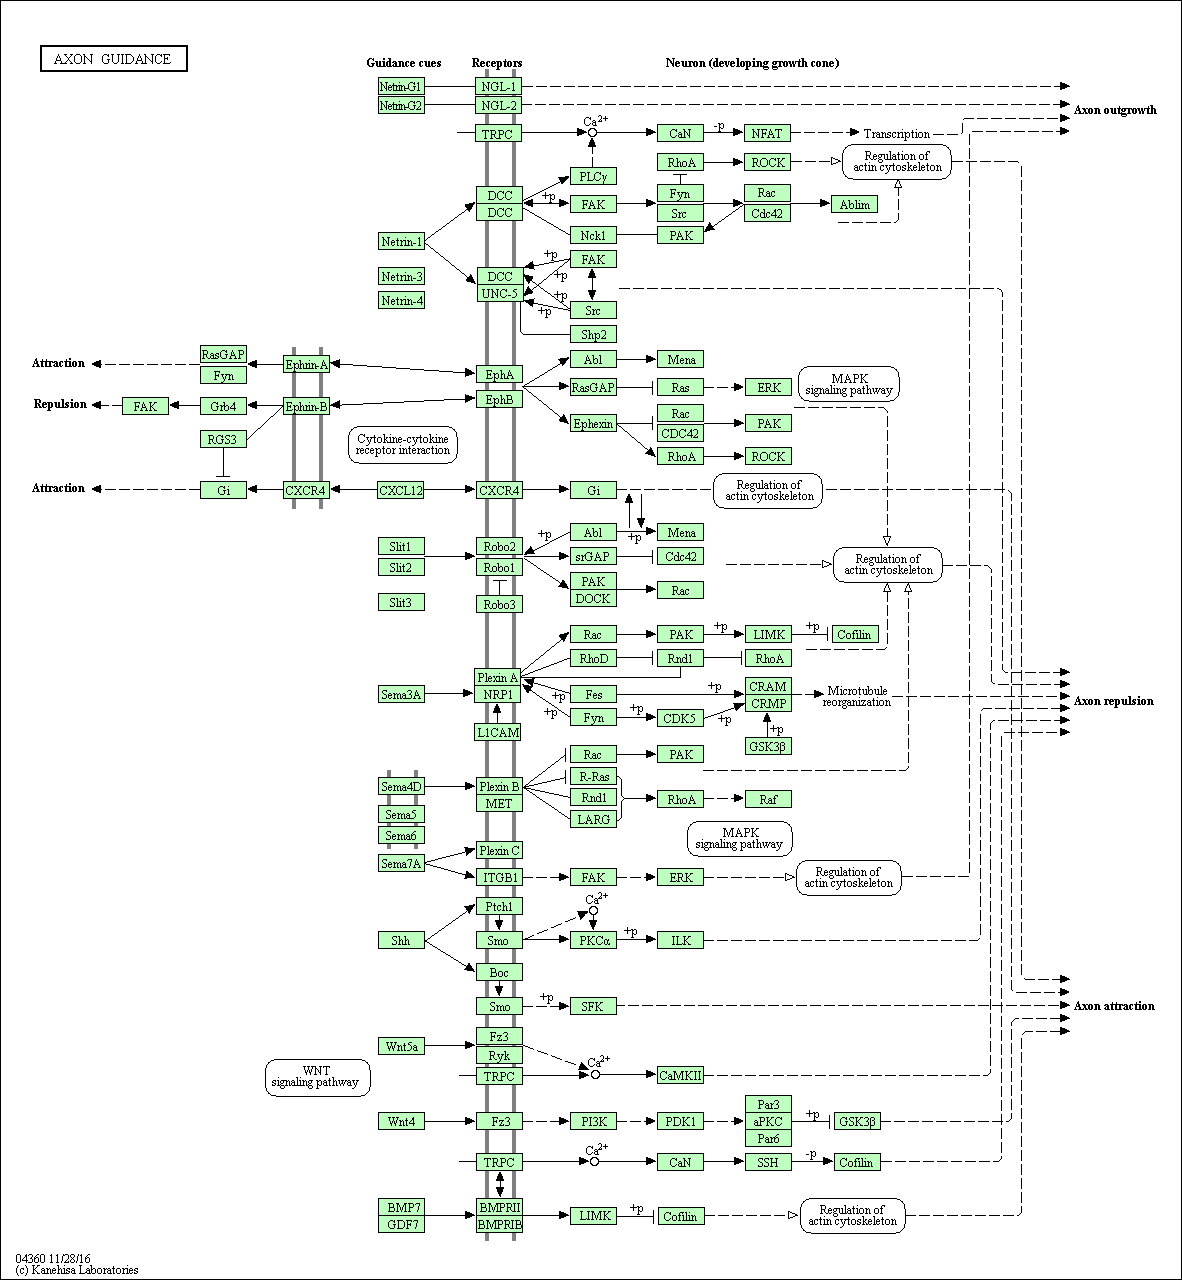 AXON GUIDANCE
Guidance cues Receptors Neuron (developing growth cone)
Netrin-G1 NGL-1
Netrin-G2 NGL-2
Axon outgrowth
Ca2+
TRPC CaN -p NFAT Transcription
RhoA ROCK Regulation of
actin cytoskeleton
PLCγ
DCC +p FAK Fyn Rac Ablim
DCC Src Cdc42
Netrin-1 Nck1 PAK
+p FAK
Netrin-3 DCC +p
Netrin-4 UNC-5 +p
+p Src
Shp2
RasGAP Abl Mena
Attraction Ephrin-A
Fyn EphA MAPK
signaling pathway
RasGAP Ras ERK
Repulsion FAK Grb4 Ephrin-B EphB
Rac
Ephexin PAK
CDC42
RGS3 Cytokine-cytokine
receptor interaction
RhoA ROCK
Attraction Gi CXCR4 CXCL12 CXCR4 Gi Regulation of
actin cytoskeleton
+p Abl +p Mena
Slit1 Robo2 srGAP Cdc42 Regulation of
actin cytoskeleton
Slit2 Robo1
PAK
DOCK Rac
Slit3 Robo3
Rac PAK +p LIMK +p Cofilin
RhoD Rnd1 RhoA
Plexin A
Sema3A NRP1 Fes +p CRAM Microtubule
reorganization
CRMP
Axon repulsion
+p Fyn +p CDK5 +p
L1CAM +p
GSK3β
Rac PAK
R-Ras
Sema4D Plexin B
MET Rnd1 RhoA Raf
Sema5
LARG
Sema6 MAPK
signaling pathway
Plexin C
Sema7A
ITGB1 FAK ERK Regulation of
actin cytoskeleton
Ca2+
Ptch1
Shh Smo PKCα +p ILK
Boc
Smo +p SFK Axon attraction
Fz3
Wnt5a Ryk Ca2+
WNT
signaling pathway
TRPC CaMKII
Par3
Wnt4 Fz3 PI3K PDK1 aPKC +p GSK3β
Par6
Ca2+
TRPC CaN SSH -p Cofilin
BMP7 BMPRII LIMK +p Cofilin Regulation of
actin cytoskeleton
GDF7 BMPRIB
04360 11/28/16
(c) Kanehisa Laboratories